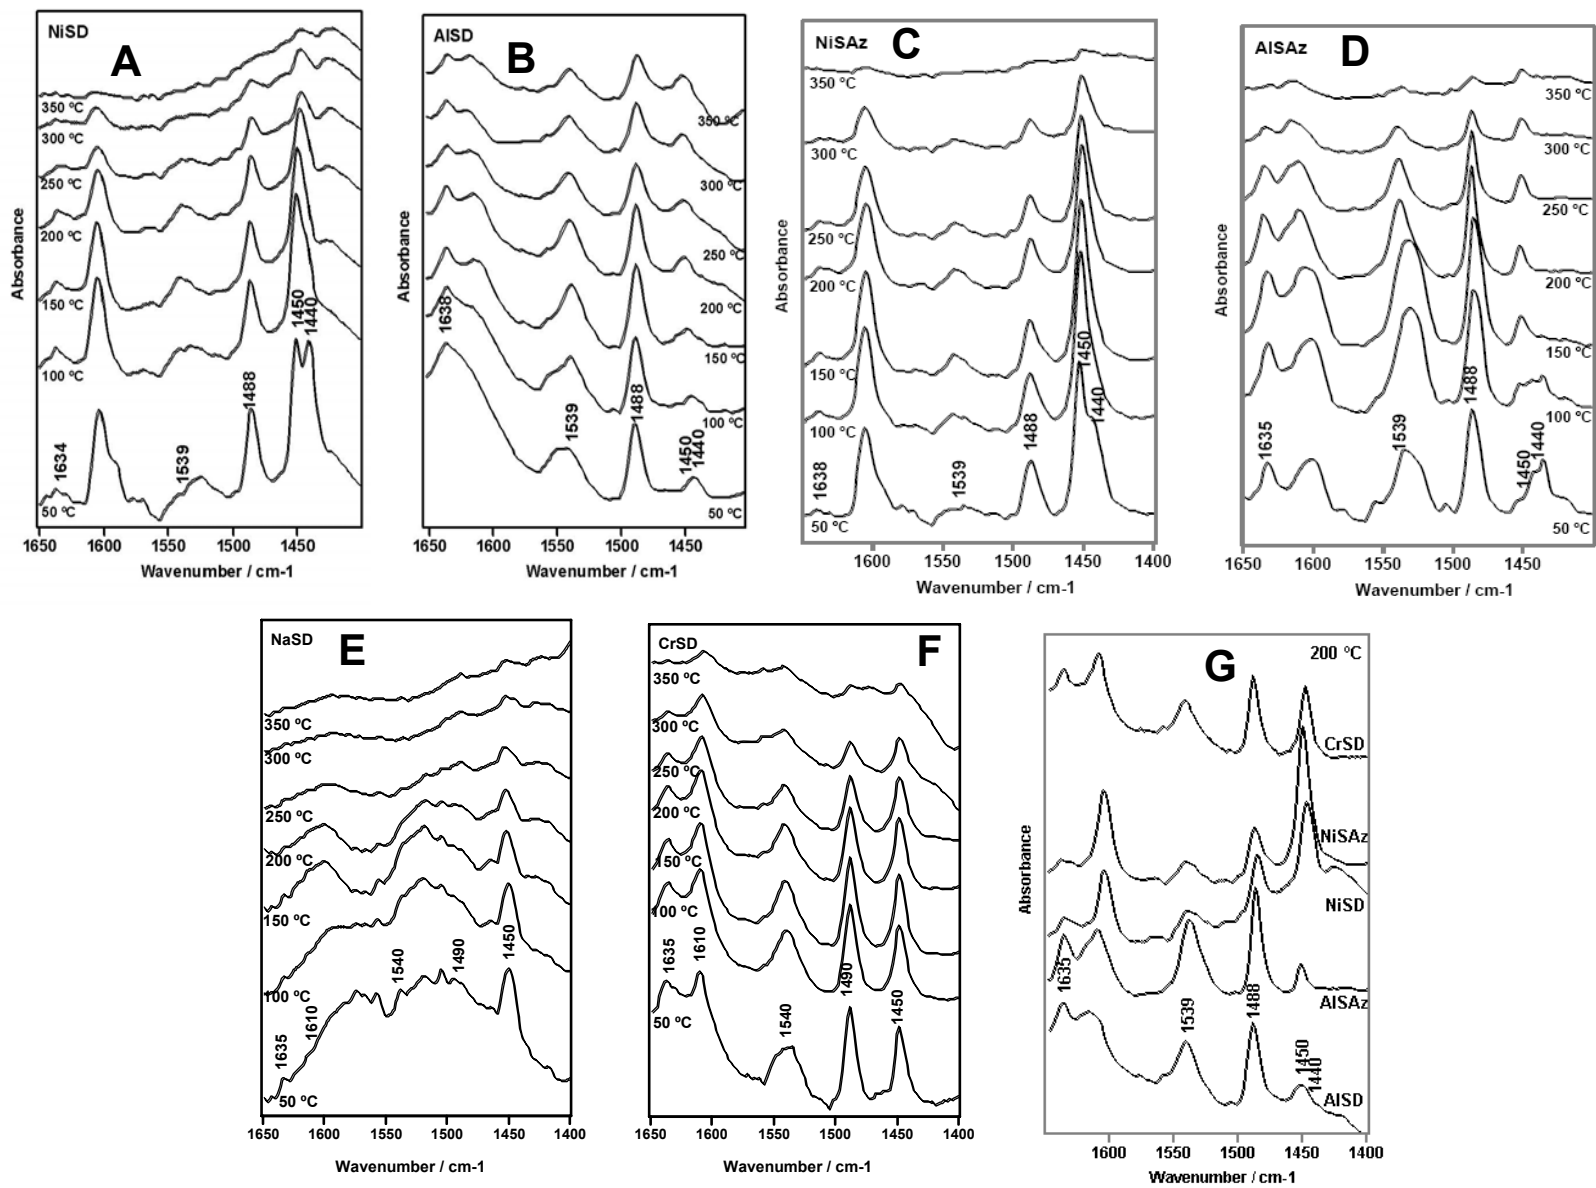 NiSD
A
350 ºC
300 ºC
250 ºC
200 ºC
150 ºC
100 ºC
50 ºC
1634
1539
1488
1450
1440
1650 1600 1550 1500 1450
Wavenumber / cm-1
Absorbance
AlSD
B
350 ºC
300 ºC
250 ºC
200 ºC
150 ºC
100 ºC
50 ºC
1638
1539
1488
1450
1440
1650 1600 1550 1500 1450
Wavenumber / cm-1
Absorbance
NiSAz
C
350 ºC
300 ºC
250 ºC
200 ºC
150 ºC
100 ºC
50 ºC
1638
1539
1488
1450
1440
1600 1550 1500 1450 1400
Wavenumber / cm-1
Absorbance
AlSAz
D
350 ºC
300 ºC
250 ºC
200 ºC
150 ºC
100 ºC
50 ºC
1635
1539
1488
1450
1440
1650 1600 1550 1500 1450
Wavenumber / cm-1
Absorbance
NaSD
E
350 ºC
300 ºC
250 ºC
200 ºC
150 ºC
100 ºC
50 ºC
1635
1610
1540
1490
1450
1650 1600 1550 1500 1450 1400
Wavenumber / cm-1
CrSD
F
350 ºC
300 ºC
250 ºC
200 ºC
150 ºC
100 ºC
50 ºC
1635
1610
1540
1490
1450
1650 1600 1550 1500 1450 1400
Wavenumber / cm-1
200 ºC
G
CrSD
NiSAz
NiSD
AlSAz
AlSD
1635
1539
1488
1450
1440
1600 1550 1500 1450 1400
Wavenumber / cm-1
Absorbance